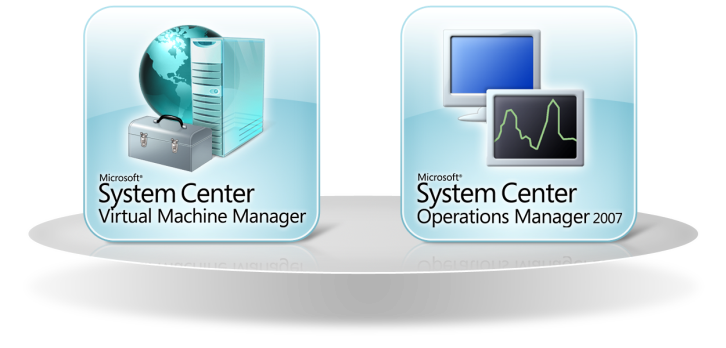 Microsoft®
System Center
Virtual Machine Manager
Microsoft®
System Center
Operations Manager 2007